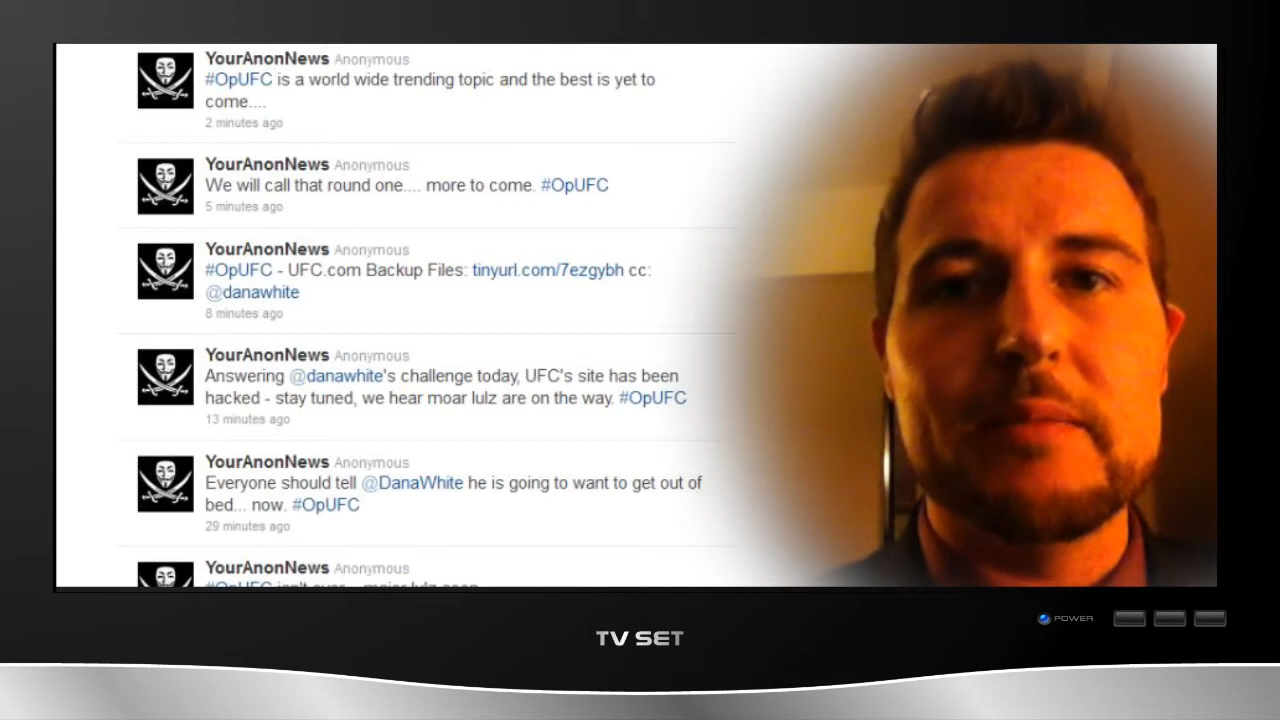 YourAnonNews Anonymous
#OpUFC is a world wide trending topic and the best is yet to
come....
2 minutes ago
YourAnonNews Anonymous
We will call that round one.... more to come. #OpUFC
5 minutes ago
YourAnonNews Anonymous
#OpUFC - UFC.com Backup Files: tinyurl.com/7ezgybh cc:
@danawhite
8 minutes ago
YourAnonNews Anonymous
Answering @danawhite's challenge today, UFC's site has been
hacked - stay tuned, we hear moar lulz are on the way. #OpUFC
13 minutes ago
YourAnonNews Anonymous
Everyone should tell @DanaWhite he is going to want to get out of
bed... now. #OpUFC
29 minutes ago
YourAnonNews Anonymous
#OpUFC isn't over
POWER
TV SET